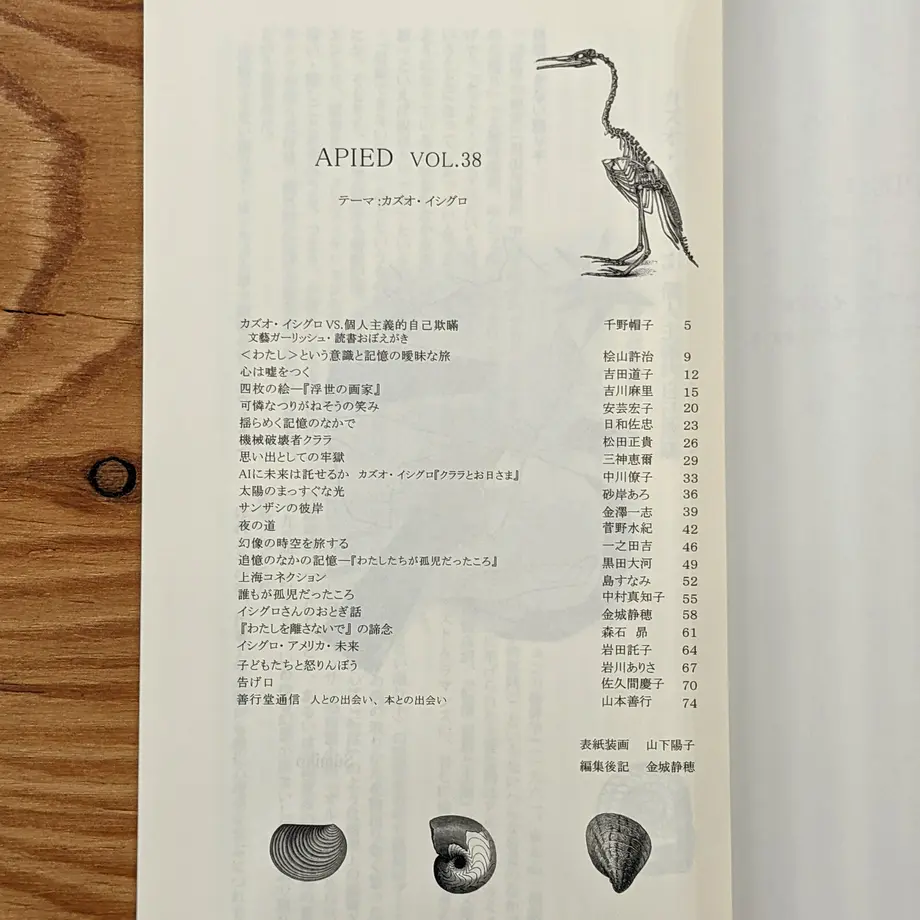 APIED VOL.38
テーマ:カズオ・イシグロ
カズオ・イシグロ VS.個人主義的自己欺瞞 千野帽子 5
文藝ガーリッシュ・読書おぼえがき
＜わたし＞という意識と記憶の曖昧な旅 桧山許治 9
心は嘘をつく 吉田道子 12
四枚の絵―『浮世の画家』 吉川麻里 15
可憐なつりがねそうの笑み 安芸宏子 20
揺らめく記憶のなかで 日和佐忠 23
機械破壊者クララ 松田正貴 26
思い出としての牢獄 三神恵爾 29
AIに未来は託せるか カズオ・イシグロ『クララとお日さま』 中川僚子 33
太陽のまっすぐな光 砂岸あろ 36
サンザシの彼岸 金澤一志 39
夜の道 菅野水紀 42
幻像の時空を旅する 一之田吉 46
追憶のなかの記憶―『わたしたちが孤児だったころ』 黒田大河 49
上海コネクション 島すなみ 52
誰もが孤児だったころ 中村真知子 55
イシグロさんのおとぎ話 金城静穂 58
『わたしを離さないで』の諦念 森石 昴 61
イシグロ・アメリカ・未来 岩田託子 64
子どもたちと怒りんぼう 岩川ありさ 67
告げ口 佐久間慶子 70
善行堂通信 人との出会い、本との出会い 山本善行 74
表紙装画 山下陽子
編集後記 金城静穂